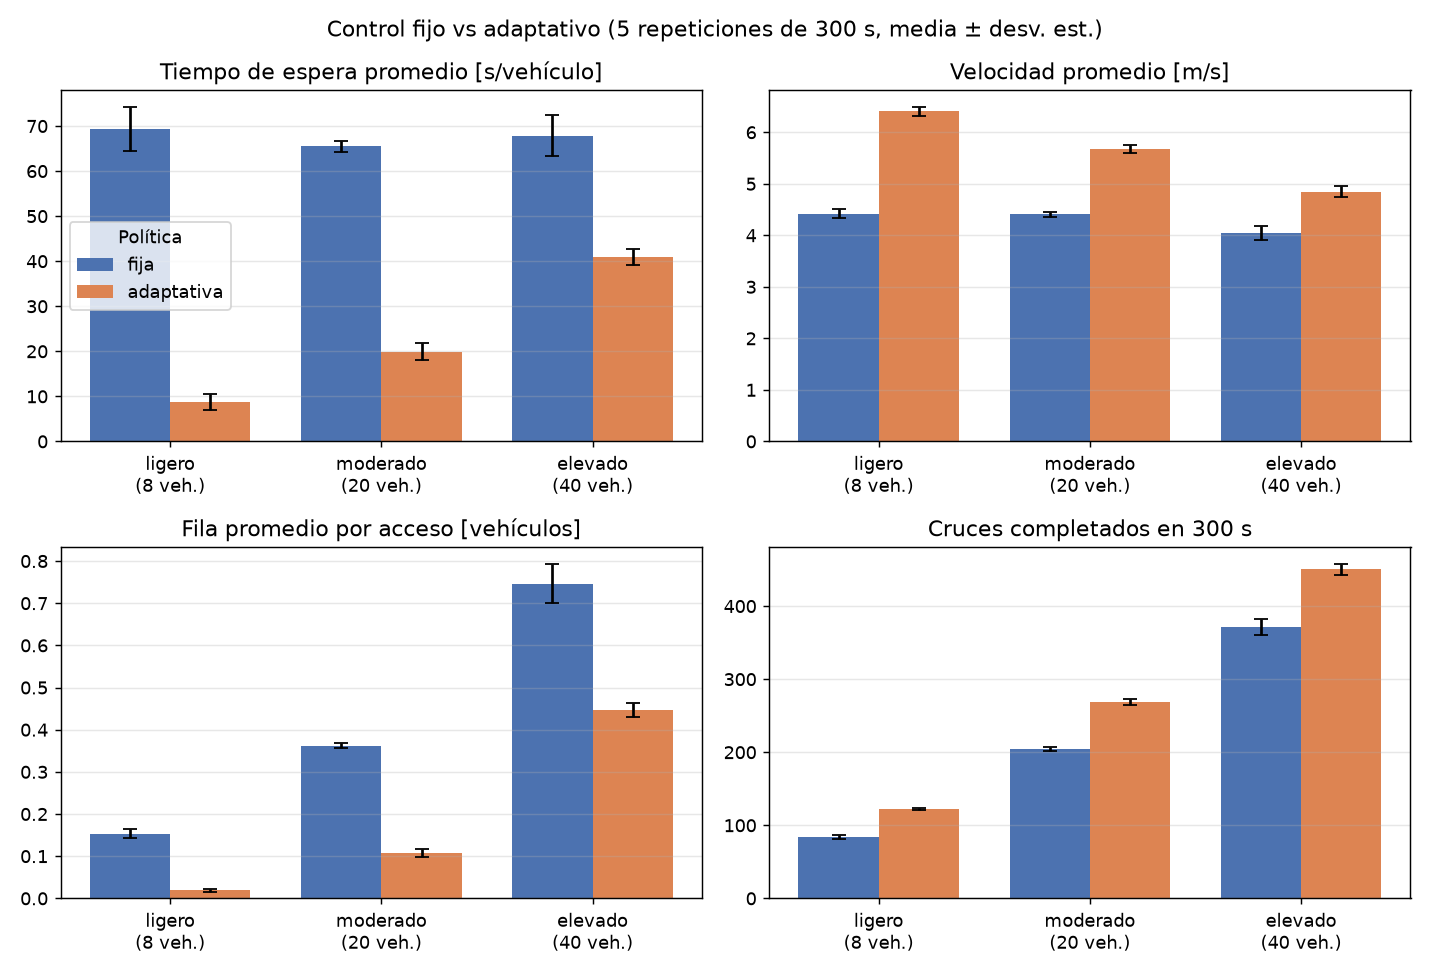 Control fijo vs adaptativo (5 repeticiones de 300 s, media ± desv. est.)
Tiempo de espera promedio [s/vehículo]
70
60
50
40
30
20
10
0
Política
fija
adaptativa
ligero
(8 veh.)
moderado
(20 veh.)
elevado
(40 veh.)
Velocidad promedio [m/s]
6
5
4
3
2
1
0
ligero
(8 veh.)
moderado
(20 veh.)
elevado
(40 veh.)
Fila promedio por acceso [vehículos]
0.8
0.7
0.6
0.5
0.4
0.3
0.2
0.1
0.0
ligero
(8 veh.)
moderado
(20 veh.)
elevado
(40 veh.)
Cruces completados en 300 s
400
300
200
100
0
ligero
(8 veh.)
moderado
(20 veh.)
elevado
(40 veh.)